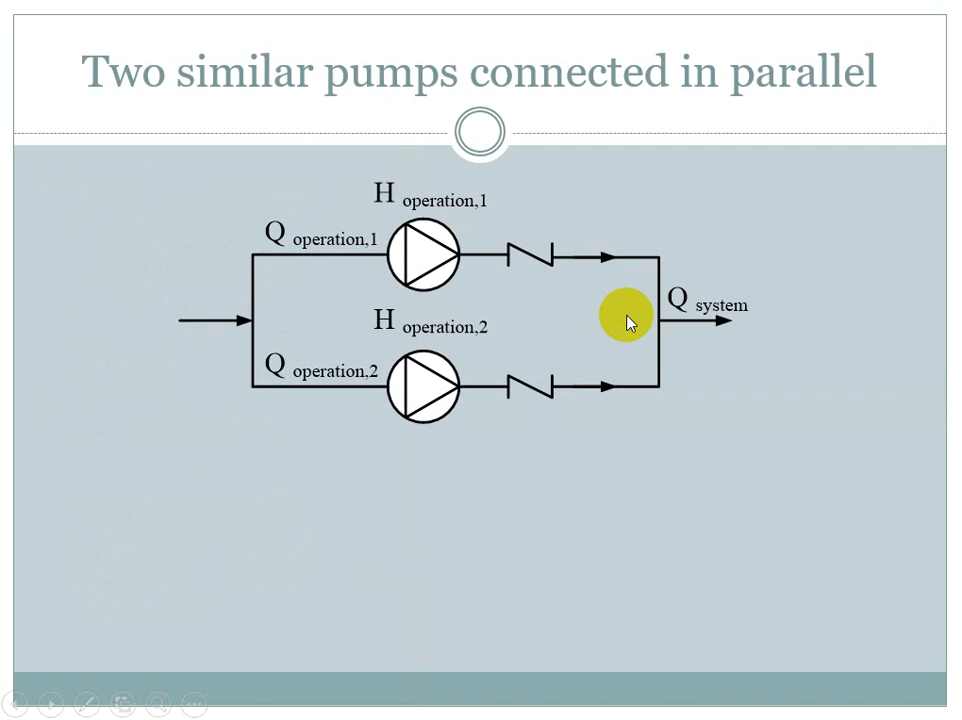 Two similar pumps connected in parallel
H operation,1
Q operation,1
Q system
H operation,2
Q operation,2